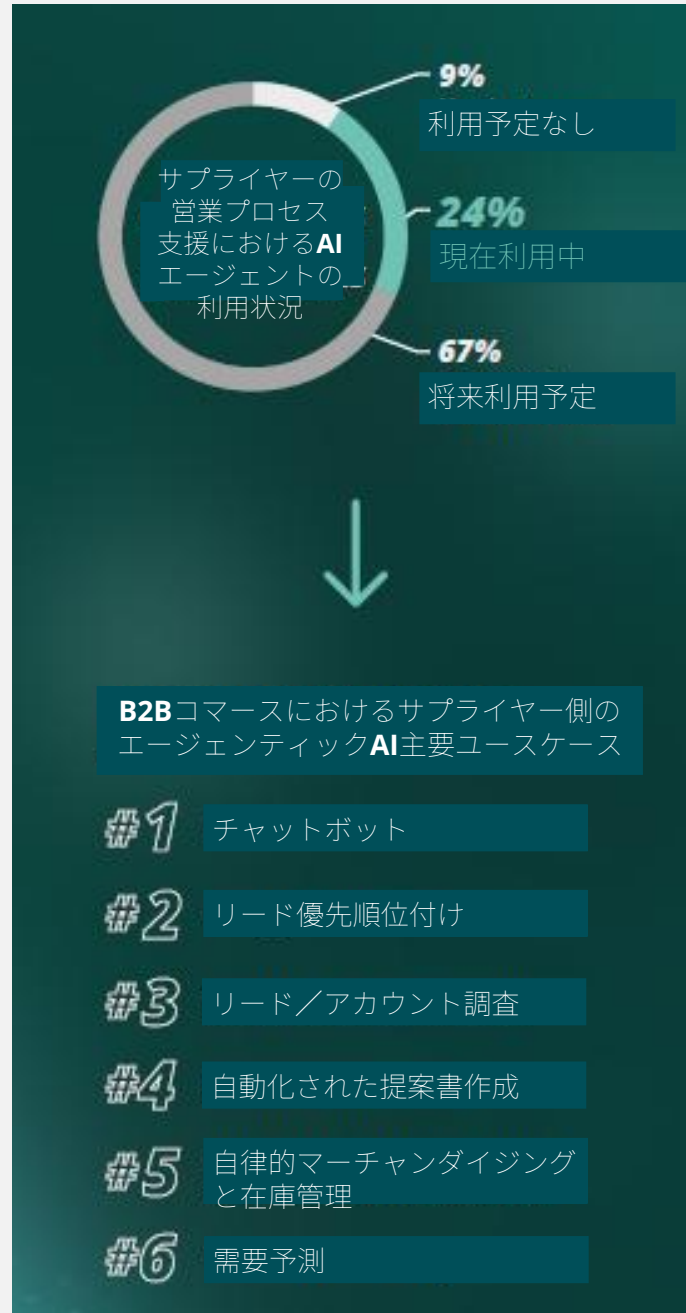 9%
利用予定なし
サプライヤーの
営業プロセス
支援におけるAI
エージェントの
利用状況
24%
現在利用中
67%
将来利用予定
B2Bコマースにおけるサプライヤー側の
エージェンティックAI主要ユースケース
#1 チャットボット
#2 リード優先順位付け
#3 リード／アカウント調査
#4 自動化された提案書作成
#5 自律的マーチャンダイジング
と在庫管理
#6 需要予測